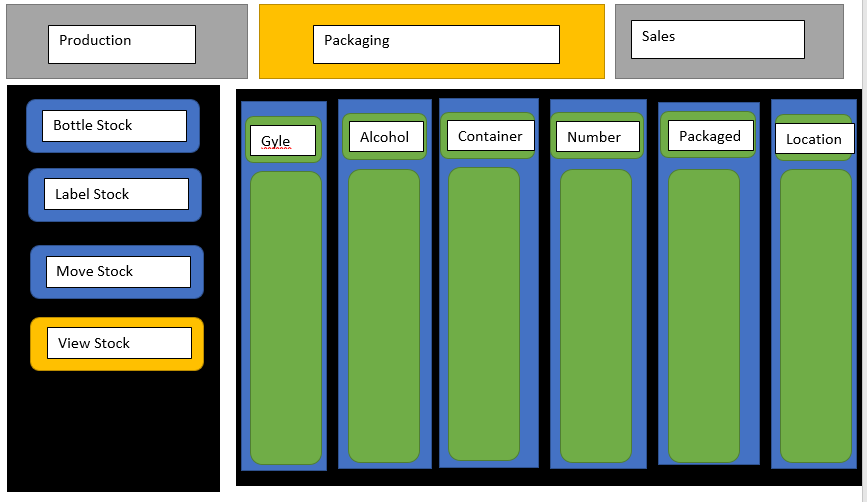 Production
Packaging
Sales
Bottle Stock
Label Stock
Move Stock
View Stock
Gyle
Alcohol
Container
Number
Packaged
Location